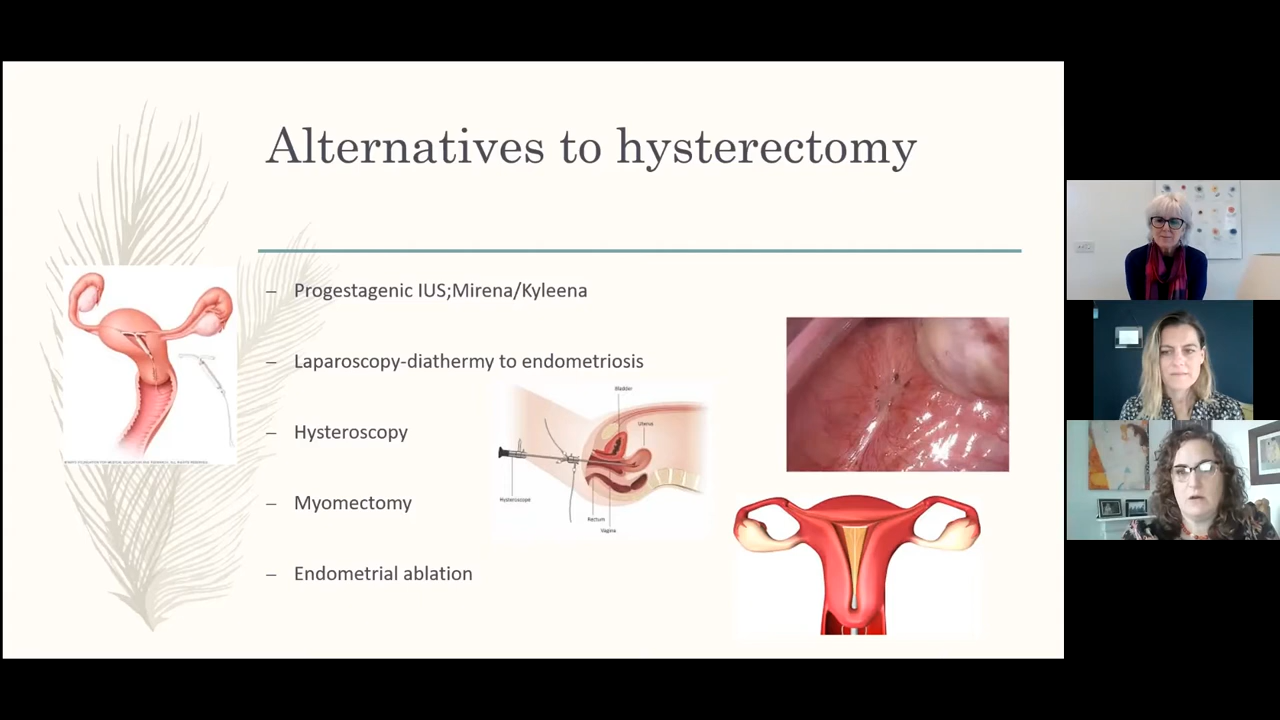 Alternatives to hysterectomy
– Progestagenic IUS;Mirena/Kyleena
– Laparoscopy-diathermy to endometriosis
– Hysteroscopy
– Myomectomy
– Endometrial ablation
Bladder
Uterus
Hysteroscope
Rectum
Vagina